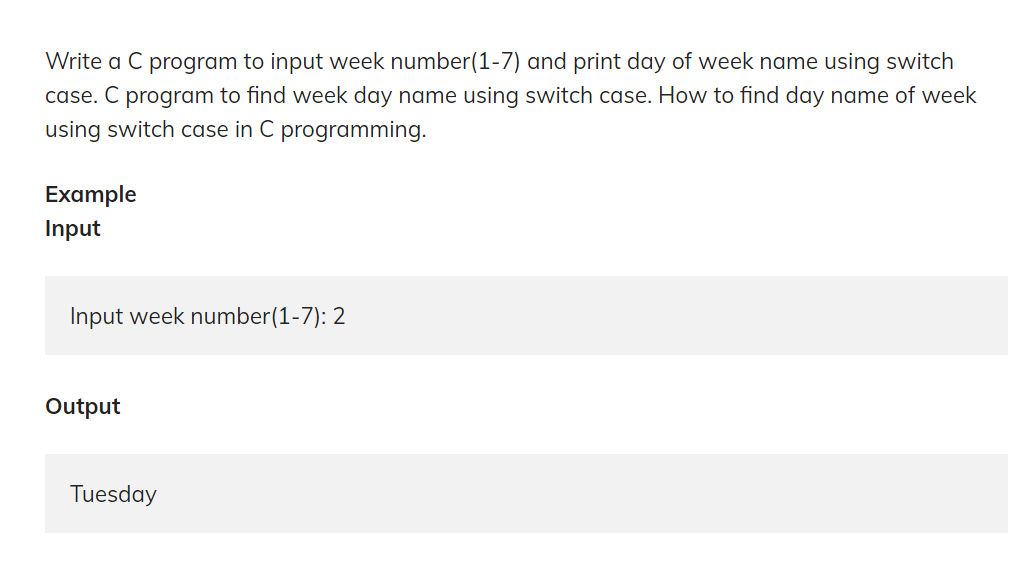 Write a C program to input week number(1-7) and print day of week name using switch
case. C program to find week day name using switch case. How to find day name of week
using switch case in C programming.
Example
Input
Input week number(1-7): 2
Output
Tuesday